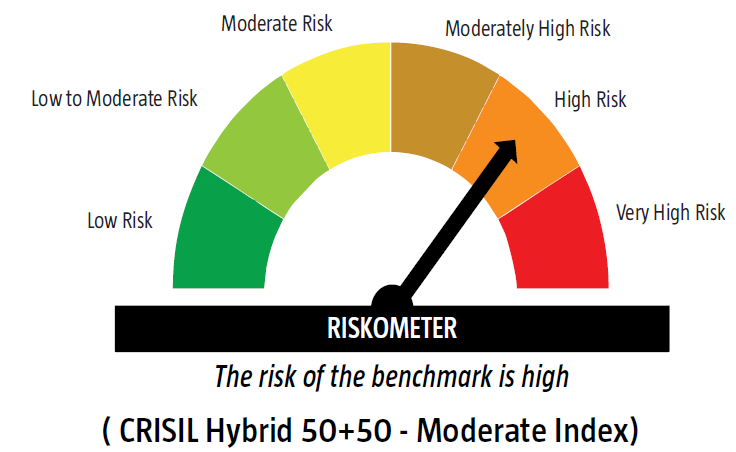 Moderate Risk
Moderately High Risk
Low to Moderate Risk
High Risk
Low Risk
Very High Risk
RISKOMETER
The risk of the benchmark is high
( CRISIL Hybrid 50+50 - Moderate Index)